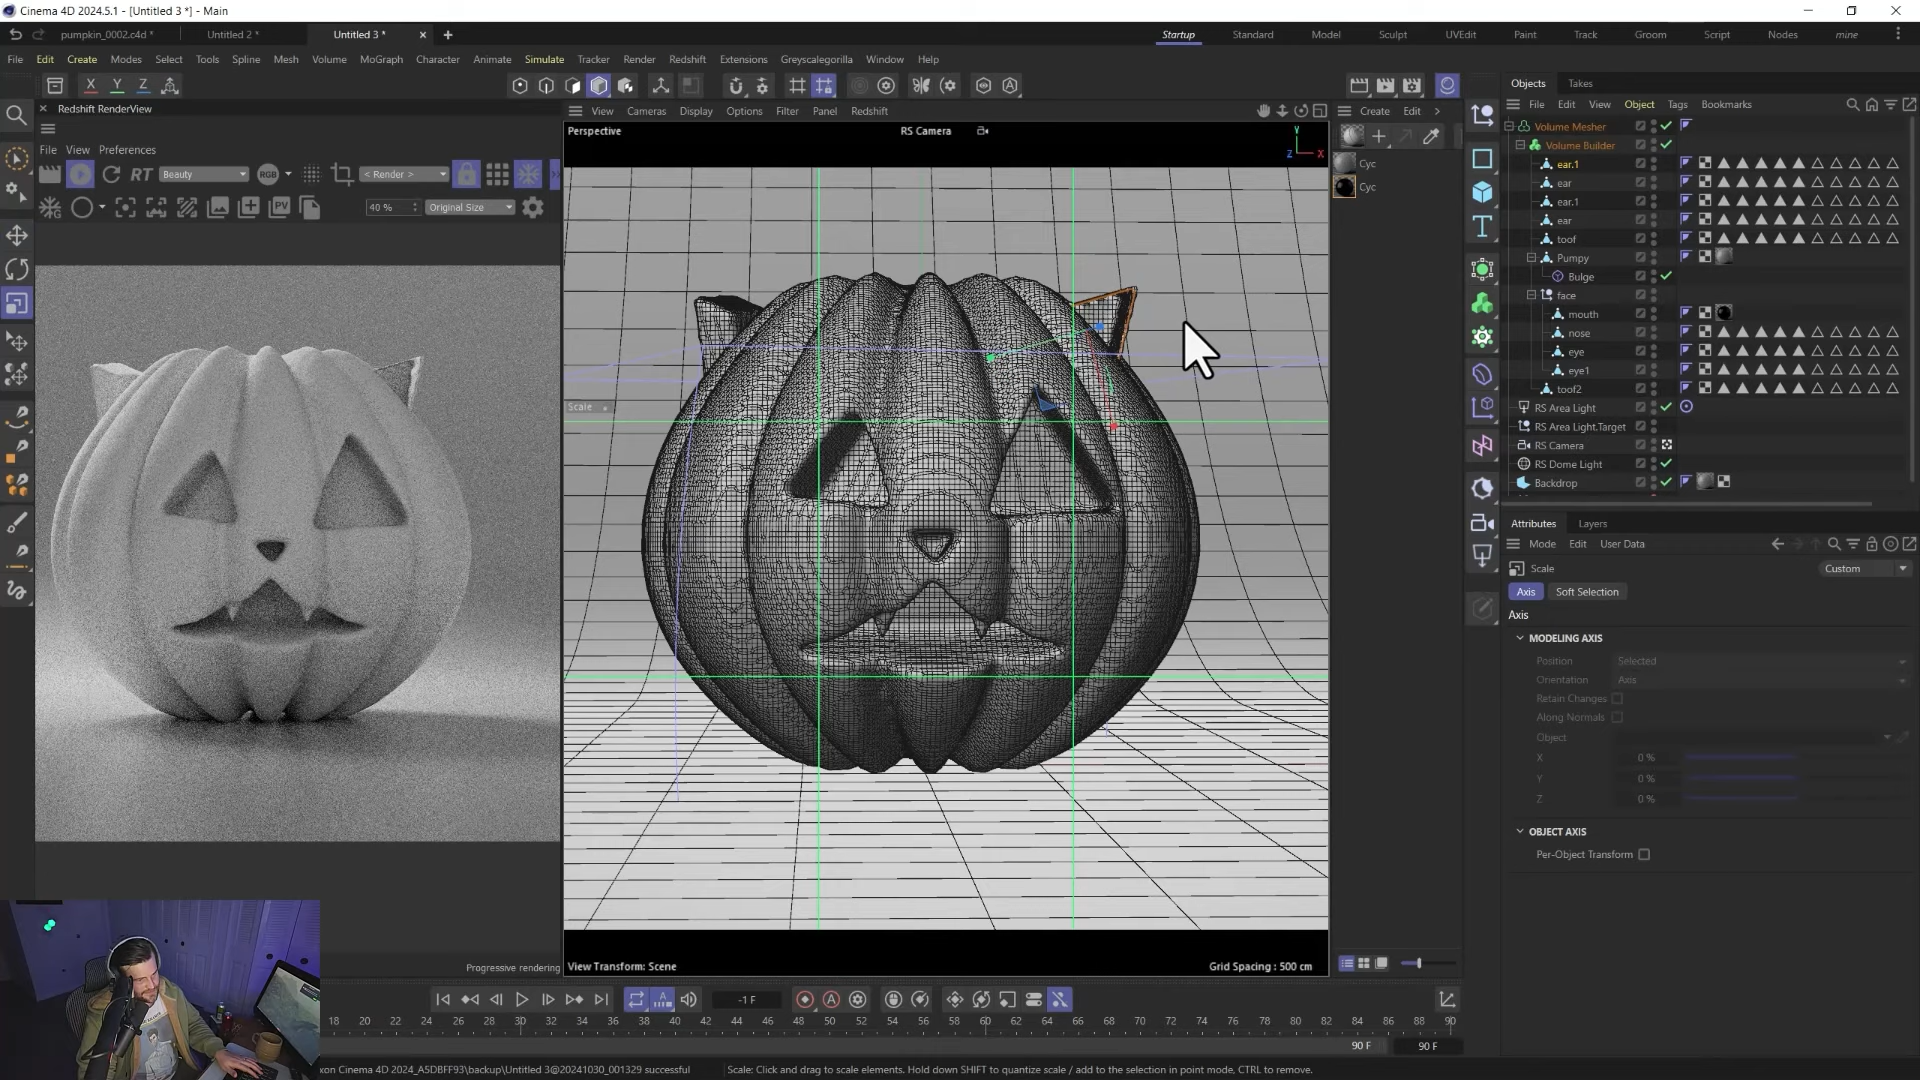 Cinema 4D 2024.5.1 - [Untitled 3 *] - Main
pumpkin_0002.c4d *
Untitled 2 *
Untitled 3 *
Startup
Standard
Model
Sculpt
UVEdit
Paint
Track
Groom
Script
Nodes
mine
File
Edit
Create
Modes
Select
Tools
Spline
Mesh
Volume
MoGraph
Character
Animate
Simulate
Tracker
Render
Redshift
Extensions
Greyscalegorilla
Window
Help
X
Y
Z
Redshift RenderView
File
View
Preferences
RT
Beauty
RGB
< Render >
PV
40 %
Original Size
View
Cameras
Display
Options
Filter
Panel
Redshift
Perspective
RS Camera
Y
Z
X
Scale
View Transform: Scene
Grid Spacing : 500 cm
Progressive rendering
Create
Edit
Cyc
Cyc
Objects
Takes
File
Edit
View
Object
Tags
Bookmarks
Volume Mesher
Volume Builder
ear.1
ear
ear.1
ear
toof
Pumpy
Bulge
face
mouth
nose
eye
eye1
toof2
RS Area Light
RS Area Light.Target
RS Camera
RS Dome Light
Backdrop
Attributes
Layers
Mode
Edit
User Data
Scale
Custom
Axis
Soft Selection
Axis
MODELING AXIS
Position
Selected
Orientation
Axis
Retain Changes
Along Normals
Object
X
0 %
Y
0 %
Z
0 %
OBJECT AXIS
Per-Object Transform
-1 F
18 20 22 24 26 28 30 32 34 36 38 40 42 44 46 48 50 52 54 56 58 60 62 64 66 68 70 72 74 76 78 80 82 84 86 88 90
90 F
90 F
xon Cinema 4D 2024_A5DBFF93\backup\Untitled 3@20241030_001329 successful
Scale: Click and drag to scale elements. Hold down SHIFT to quantize scale / add to the selection in point mode, CTRL to remove.